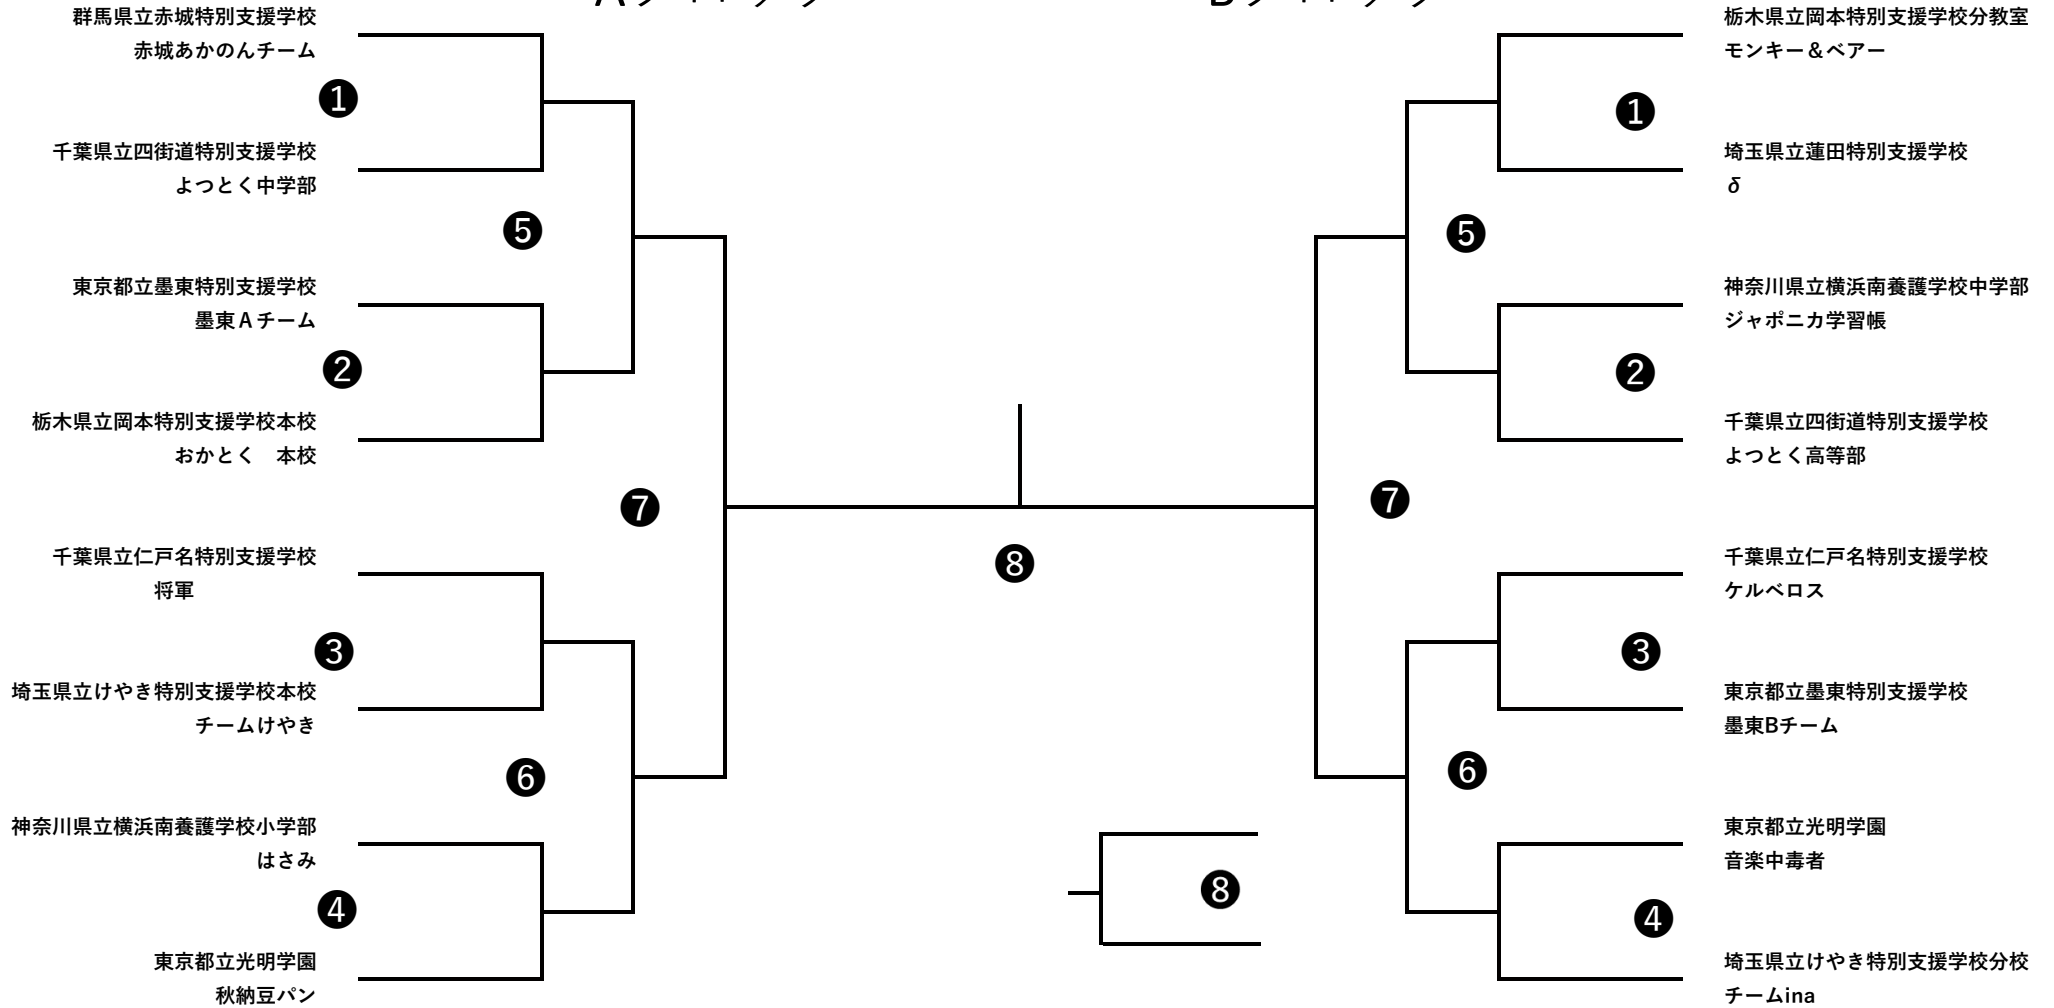 群馬県立赤城特別支援学校
赤城あかのんチーム
❶
千葉県立四街道特別支援学校
よつとく中学部
❺
東京都立墨東特別支援学校
墨東Ａチーム
❷
栃木県立岡本特別支援学校本校
おかとく　本校
❼
千葉県立仁戸名特別支援学校
将軍
❸
埼玉県立けやき特別支援学校本校
チームけやき
❻
神奈川県立横浜南養護学校小学部
はさみ
❹
東京都立光明学園
秋納豆パン
❽
❽
栃木県立岡本特別支援学校分教室
モンキー＆ベアー
❶
埼玉県立蓮田特別支援学校
δ
❺
神奈川県立横浜南養護学校中学部
ジャポニカ学習帳
❷
千葉県立四街道特別支援学校
よつとく高等部
❼
千葉県立仁戸名特別支援学校
ケルベロス
❸
東京都立墨東特別支援学校
墨東Bチーム
❻
東京都立光明学園
音楽中毒者
❹
埼玉県立けやき特別支援学校分校
チームina